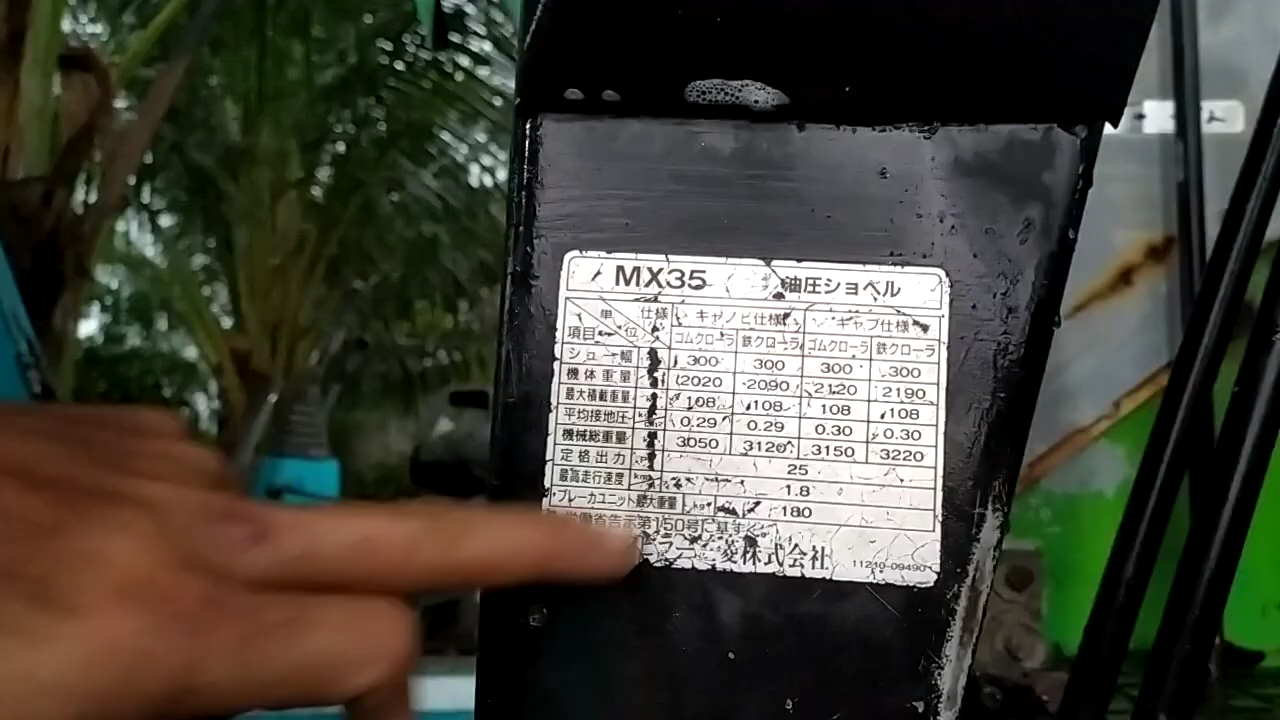 MX35 油圧ショベル
単位 仕様 キャノピ仕様 キャブ仕様
項目 ゴムクローラ 鉄クローラ ゴムクローラ 鉄クローラ
シュー幅 300 300 300 300
機体重量 2020 2090 2120 2190
最大積載重量 108 108 108 108
平均接地圧 0.29 0.29 0.30 0.30
機械総重量 3050 3120 3150 3220
定格出力 25
最高走行速度 1.8
・ブレーカユニット最大重量 kg 180
労働省告示第150号に基すく
菱株式会社 11210-09490